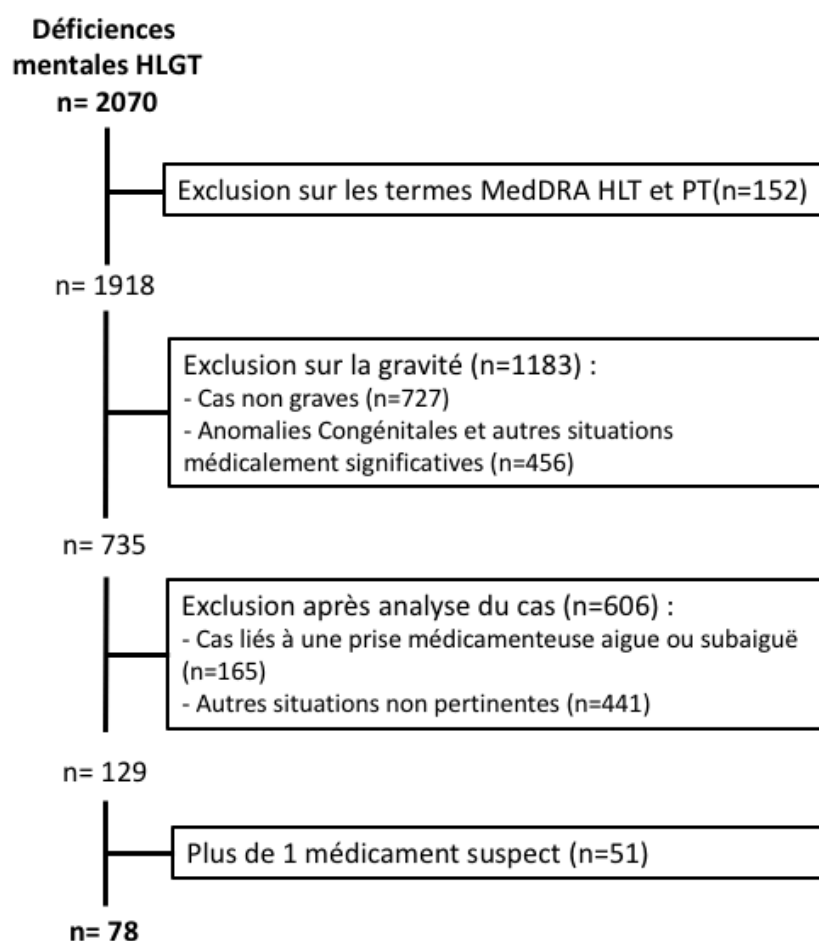 Déficiences
mentales HLGT
n= 2070
Exclusion sur les termes MedDRA HLT et PT(n=152)
n= 1918
Exclusion sur la gravité (n=1183) :
- Cas non graves (n=727)
- Anomalies Congénitales et autres situations
médicalement significatives (n=456)
n= 735
Exclusion après analyse du cas (n=606) :
- Cas liés à une prise médicamenteuse aigue ou subaiguë
(n=165)
- Autres situations non pertinentes (n=441)
n= 129
Plus de 1 médicament suspect (n=51)
n= 78